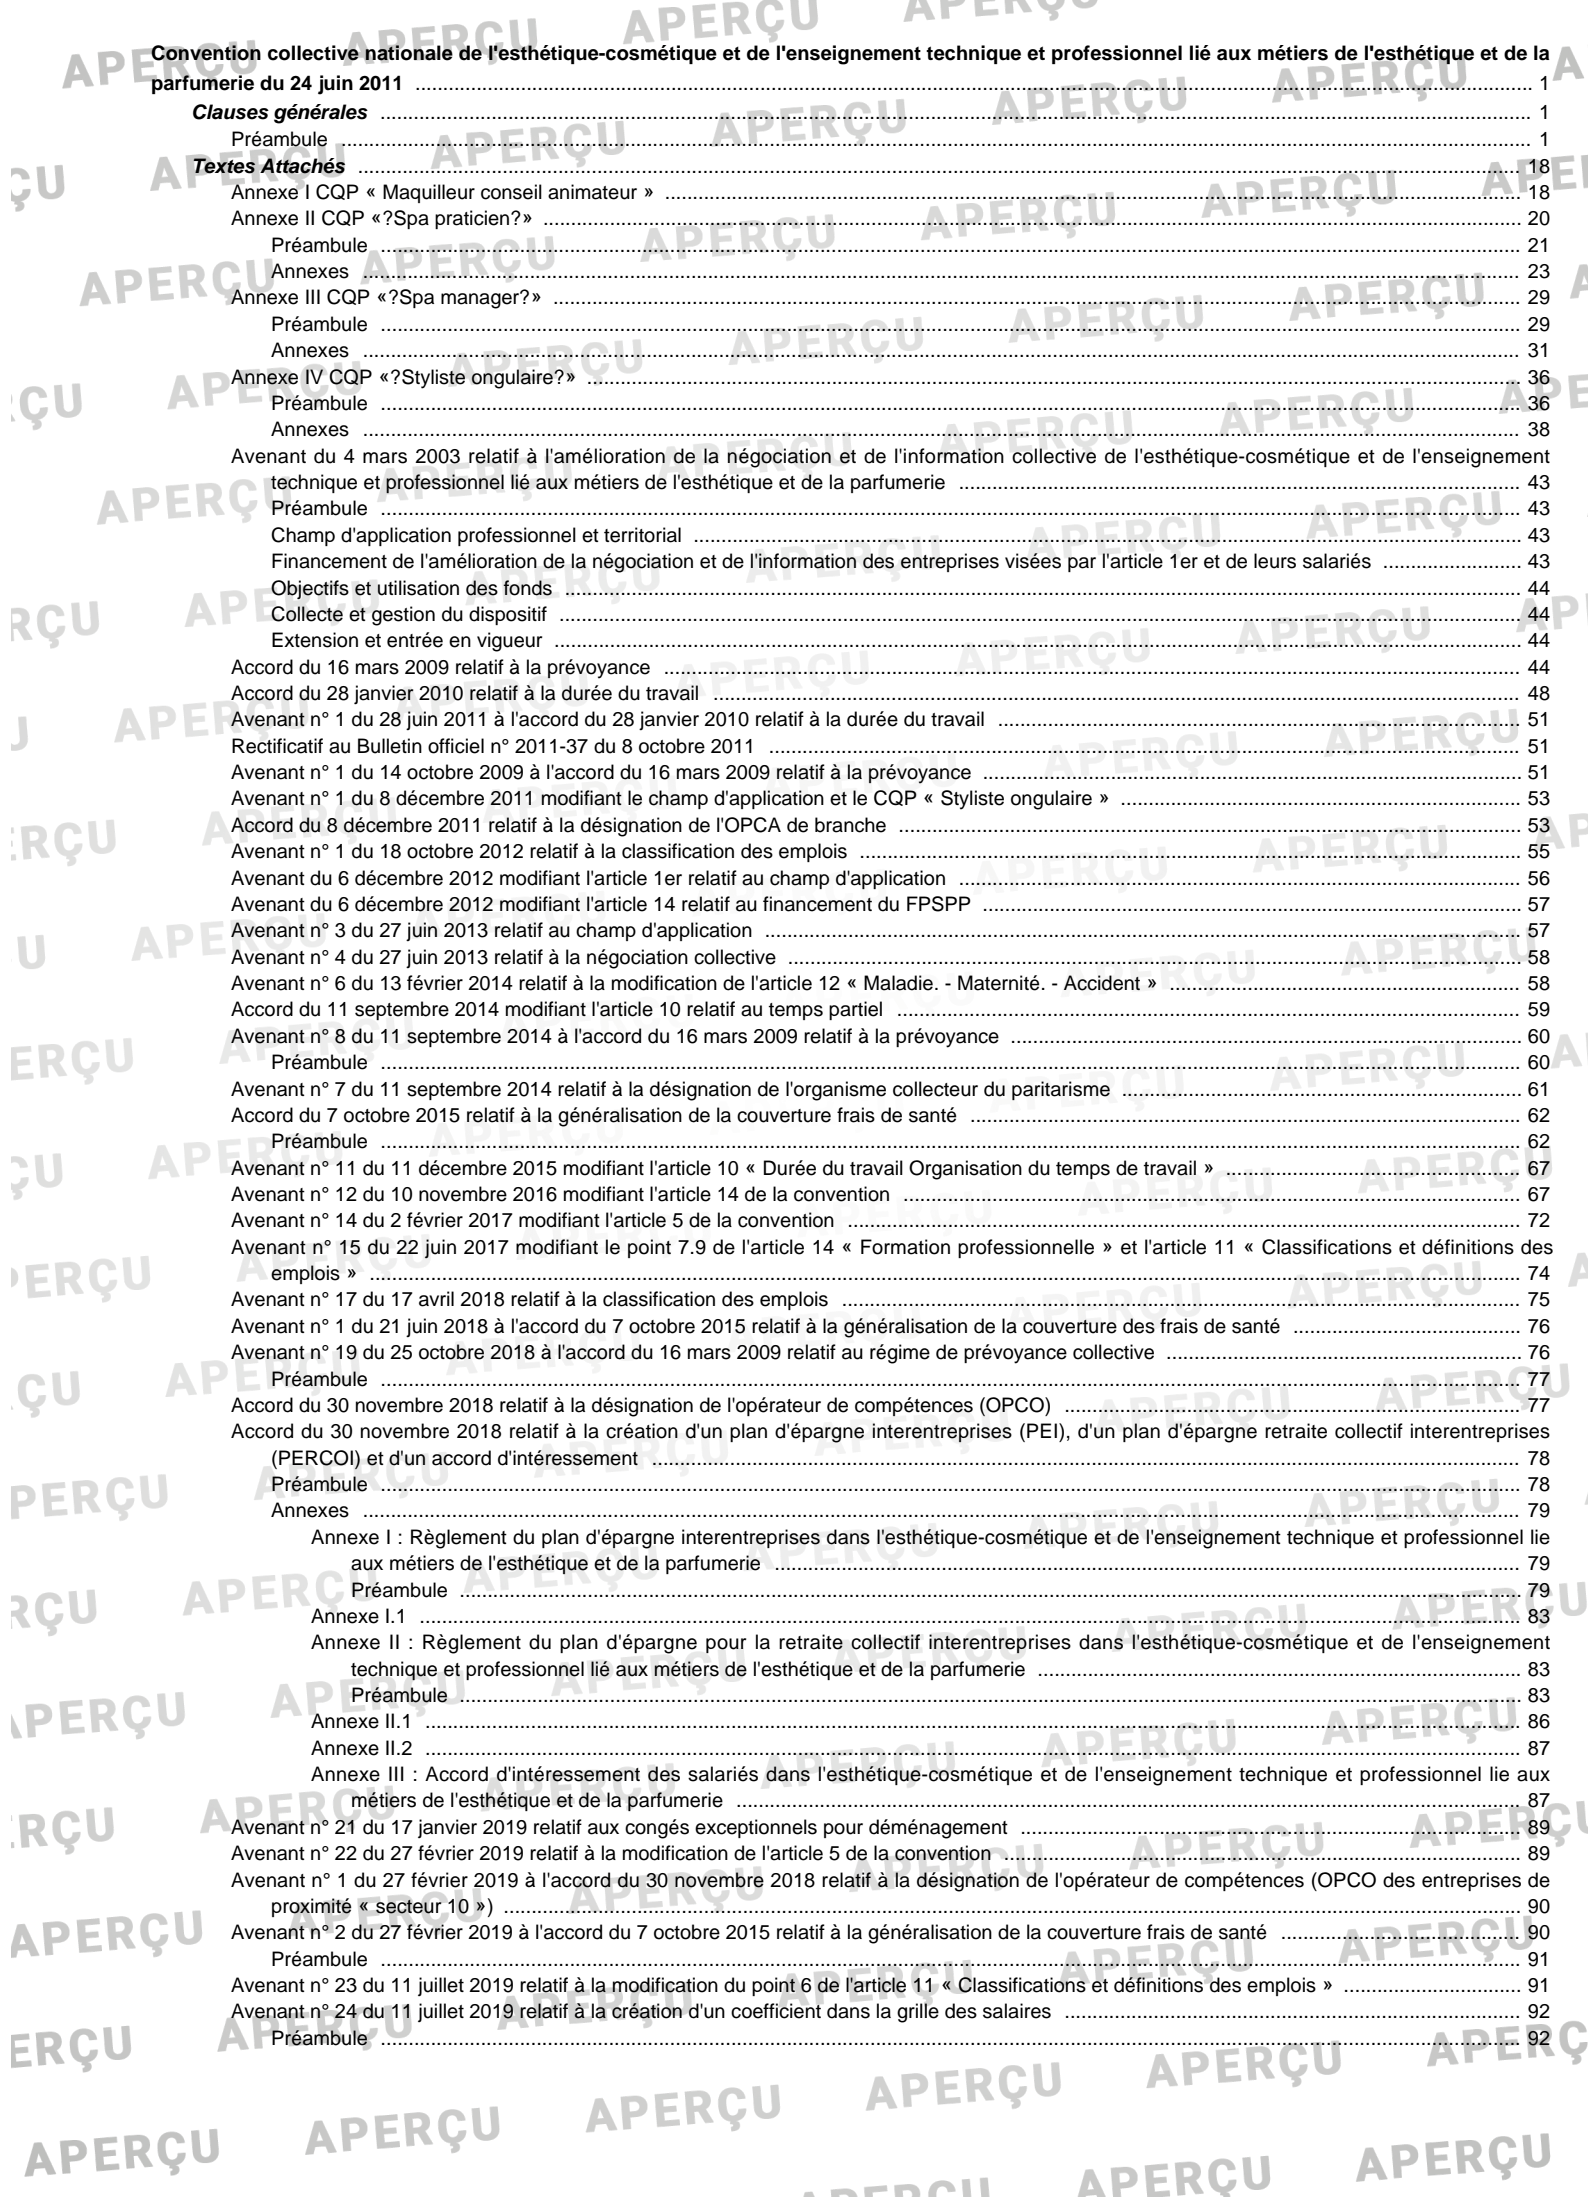 Convention collective nationale de l'esthétique-cosmétique et de l'enseignement technique et professionnel lié aux métiers de l'esthétique et de la
parfumerie du 24 juin 2011 ... 1
Clauses générales ... 1
Préambule ... 1
Textes Attachés ... 18
Annexe I CQP « Maquilleur conseil animateur » ... 18
Annexe II CQP «?Spa praticien?» ... 20
Préambule ... 21
Annexes ... 23
Annexe III CQP «?Spa manager?» ... 29
Préambule ... 29
Annexes ... 31
Annexe IV CQP «?Styliste ongulaire?» ... 36
Préambule ... 36
Annexes ... 38
Avenant du 4 mars 2003 relatif à l'amélioration de la négociation et de l'information collective de l'esthétique-cosmétique et de l'enseignement
technique et professionnel lié aux métiers de l'esthétique et de la parfumerie ... 43
Préambule ... 43
Champ d'application professionnel et territorial ... 43
Financement de l'amélioration de la négociation et de l'information des entreprises visées par l'article 1er et de leurs salariés ... 43
Objectifs et utilisation des fonds ... 44
Collecte et gestion du dispositif ... 44
Extension et entrée en vigueur ... 44
Accord du 16 mars 2009 relatif à la prévoyance ... 44
Accord du 28 janvier 2010 relatif à la durée du travail ... 48
Avenant n° 1 du 28 juin 2011 à l'accord du 28 janvier 2010 relatif à la durée du travail ... 51
Rectificatif au Bulletin officiel n° 2011-37 du 8 octobre 2011 ... 51
Avenant n° 1 du 14 octobre 2009 à l'accord du 16 mars 2009 relatif à la prévoyance ... 51
Avenant n° 1 du 8 décembre 2011 modifiant le champ d'application et le CQP « Styliste ongulaire » ... 53
Accord du 8 décembre 2011 relatif à la désignation de l'OPCA de branche ... 53
Avenant n° 1 du 18 octobre 2012 relatif à la classification des emplois ... 55
Avenant du 6 décembre 2012 modifiant l'article 1er relatif au champ d'application ... 56
Avenant du 6 décembre 2012 modifiant l'article 14 relatif au financement du FPSPP ... 57
Avenant n° 3 du 27 juin 2013 relatif au champ d'application ... 57
Avenant n° 4 du 27 juin 2013 relatif à la négociation collective ... 58
Avenant n° 6 du 13 février 2014 relatif à la modification de l'article 12 « Maladie. - Maternité. - Accident » ... 58
Accord du 11 septembre 2014 modifiant l'article 10 relatif au temps partiel ... 59
Avenant n° 8 du 11 septembre 2014 à l'accord du 16 mars 2009 relatif à la prévoyance ... 60
Préambule ... 60
Avenant n° 7 du 11 septembre 2014 relatif à la désignation de l'organisme collecteur du paritarisme ... 61
Accord du 7 octobre 2015 relatif à la généralisation de la couverture frais de santé ... 62
Préambule ... 62
Avenant n° 11 du 11 décembre 2015 modifiant l'article 10 « Durée du travail Organisation du temps de travail » ... 67
Avenant n° 12 du 10 novembre 2016 modifiant l'article 14 de la convention ... 67
Avenant n° 14 du 2 février 2017 modifiant l'article 5 de la convention ... 72
Avenant n° 15 du 22 juin 2017 modifiant le point 7.9 de l'article 14 « Formation professionnelle » et l'article 11 « Classifications et définitions des
emplois » ... 74
Avenant n° 17 du 17 avril 2018 relatif à la classification des emplois ... 75
Avenant n° 1 du 21 juin 2018 à l'accord du 7 octobre 2015 relatif à la généralisation de la couverture des frais de santé ... 76
Avenant n° 19 du 25 octobre 2018 à l'accord du 16 mars 2009 relatif au régime de prévoyance collective ... 76
Préambule ... 77
Accord du 30 novembre 2018 relatif à la désignation de l'opérateur de compétences (OPCO) ... 77
Accord du 30 novembre 2018 relatif à la création d'un plan d'épargne interentreprises (PEI), d'un plan d'épargne retraite collectif interentreprises
(PERCOI) et d'un accord d'intéressement ... 78
Préambule ... 78
Annexes ... 79
Annexe I : Règlement du plan d'épargne interentreprises dans l'esthétique-cosmétique et de l'enseignement technique et professionnel lie
aux métiers de l'esthétique et de la parfumerie ... 79
Préambule ... 79
Annexe I.1 ... 83
Annexe II : Règlement du plan d'épargne pour la retraite collectif interentreprises dans l'esthétique-cosmétique et de l'enseignement
technique et professionnel lié aux métiers de l'esthétique et de la parfumerie ... 83
Préambule ... 83
Annexe II.1 ... 86
Annexe II.2 ... 87
Annexe III : Accord d'intéressement des salariés dans l'esthétique-cosmétique et de l'enseignement technique et professionnel lie aux
métiers de l'esthétique et de la parfumerie ... 87
Avenant n° 21 du 17 janvier 2019 relatif aux congés exceptionnels pour déménagement ... 89
Avenant n° 22 du 27 février 2019 relatif à la modification de l'article 5 de la convention ... 89
Avenant n° 1 du 27 février 2019 à l'accord du 30 novembre 2018 relatif à la désignation de l'opérateur de compétences (OPCO des entreprises de
proximité « secteur 10 ») ... 90
Avenant n° 2 du 27 février 2019 à l'accord du 7 octobre 2015 relatif à la généralisation de la couverture frais de santé ... 90
Préambule ... 91
Avenant n° 23 du 11 juillet 2019 relatif à la modification du point 6 de l'article 11 « Classifications et définitions des emplois » ... 91
Avenant n° 24 du 11 juillet 2019 relatif à la création d'un coefficient dans la grille des salaires ... 92
Préambule ... 92
APERÇU